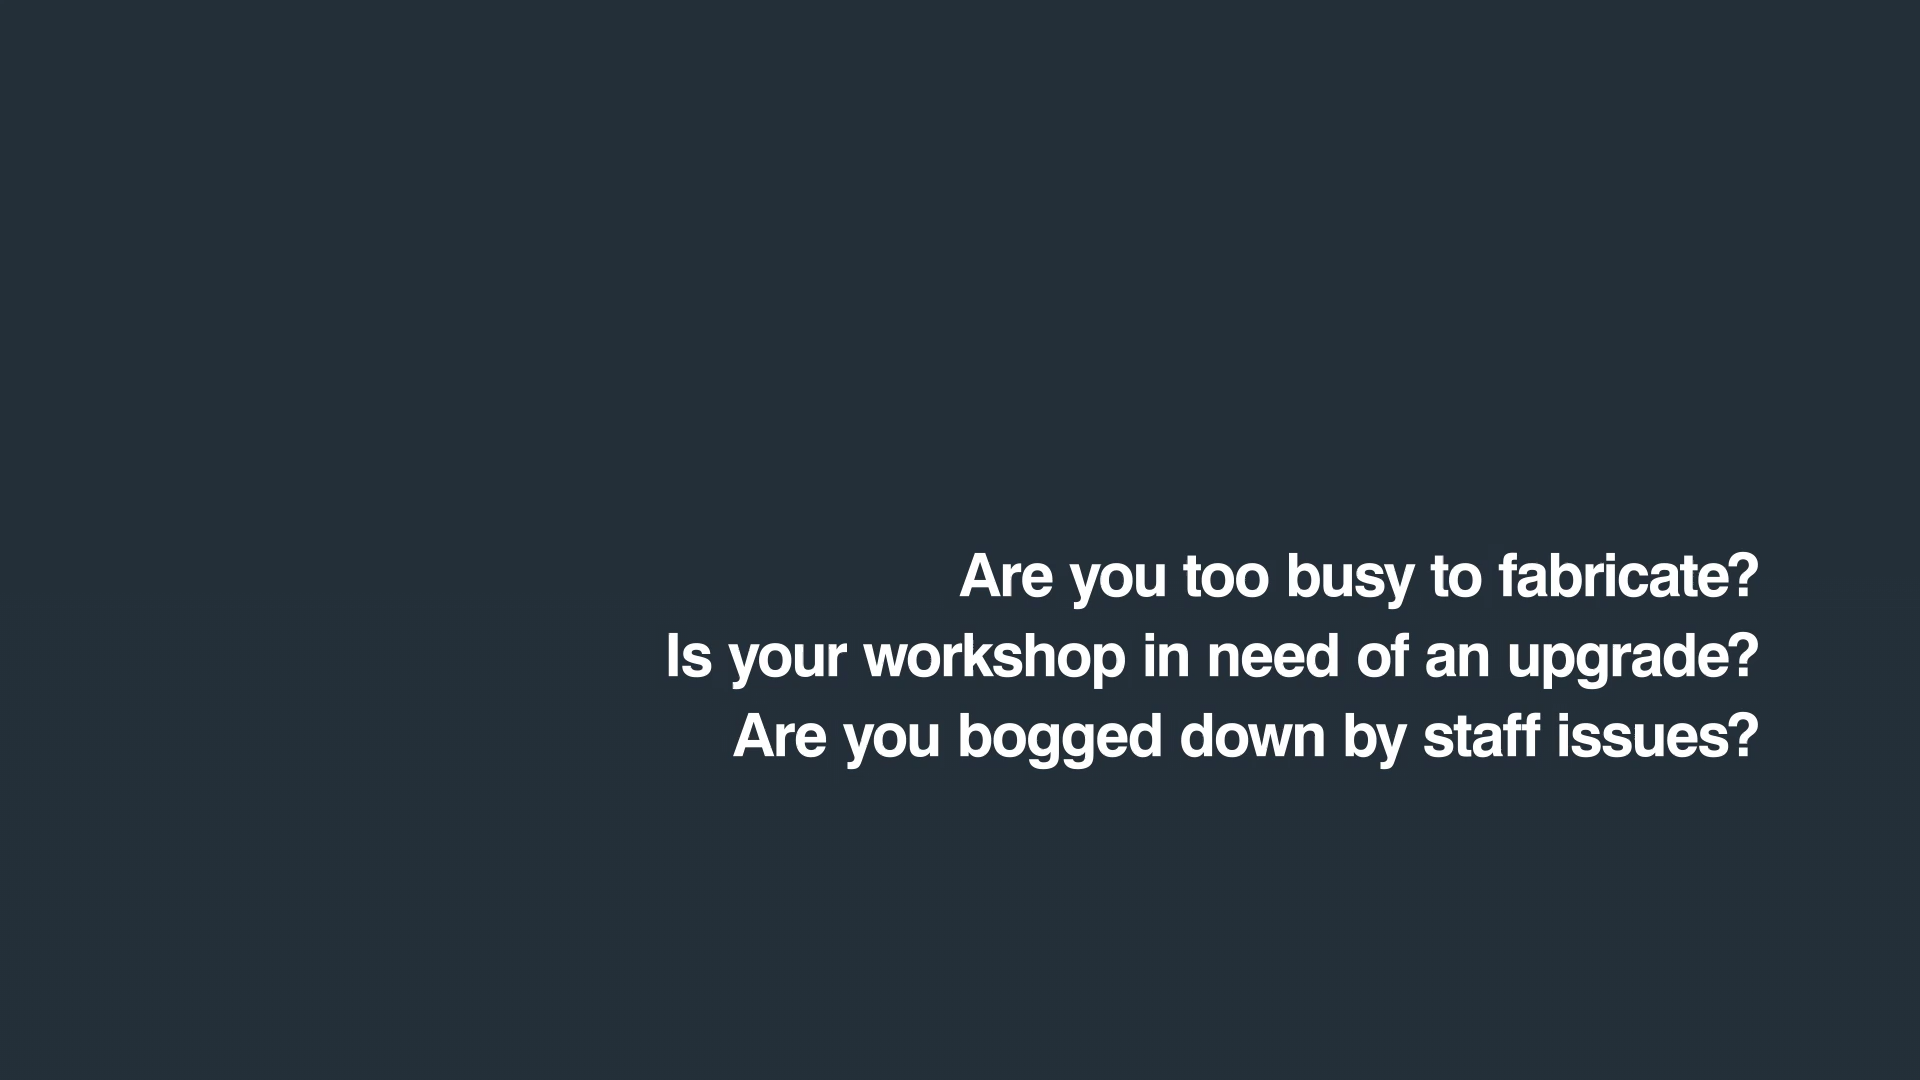 Are you too busy to fabricate?
Is your workshop in need of an upgrade?
Are you bogged down by staff issues?